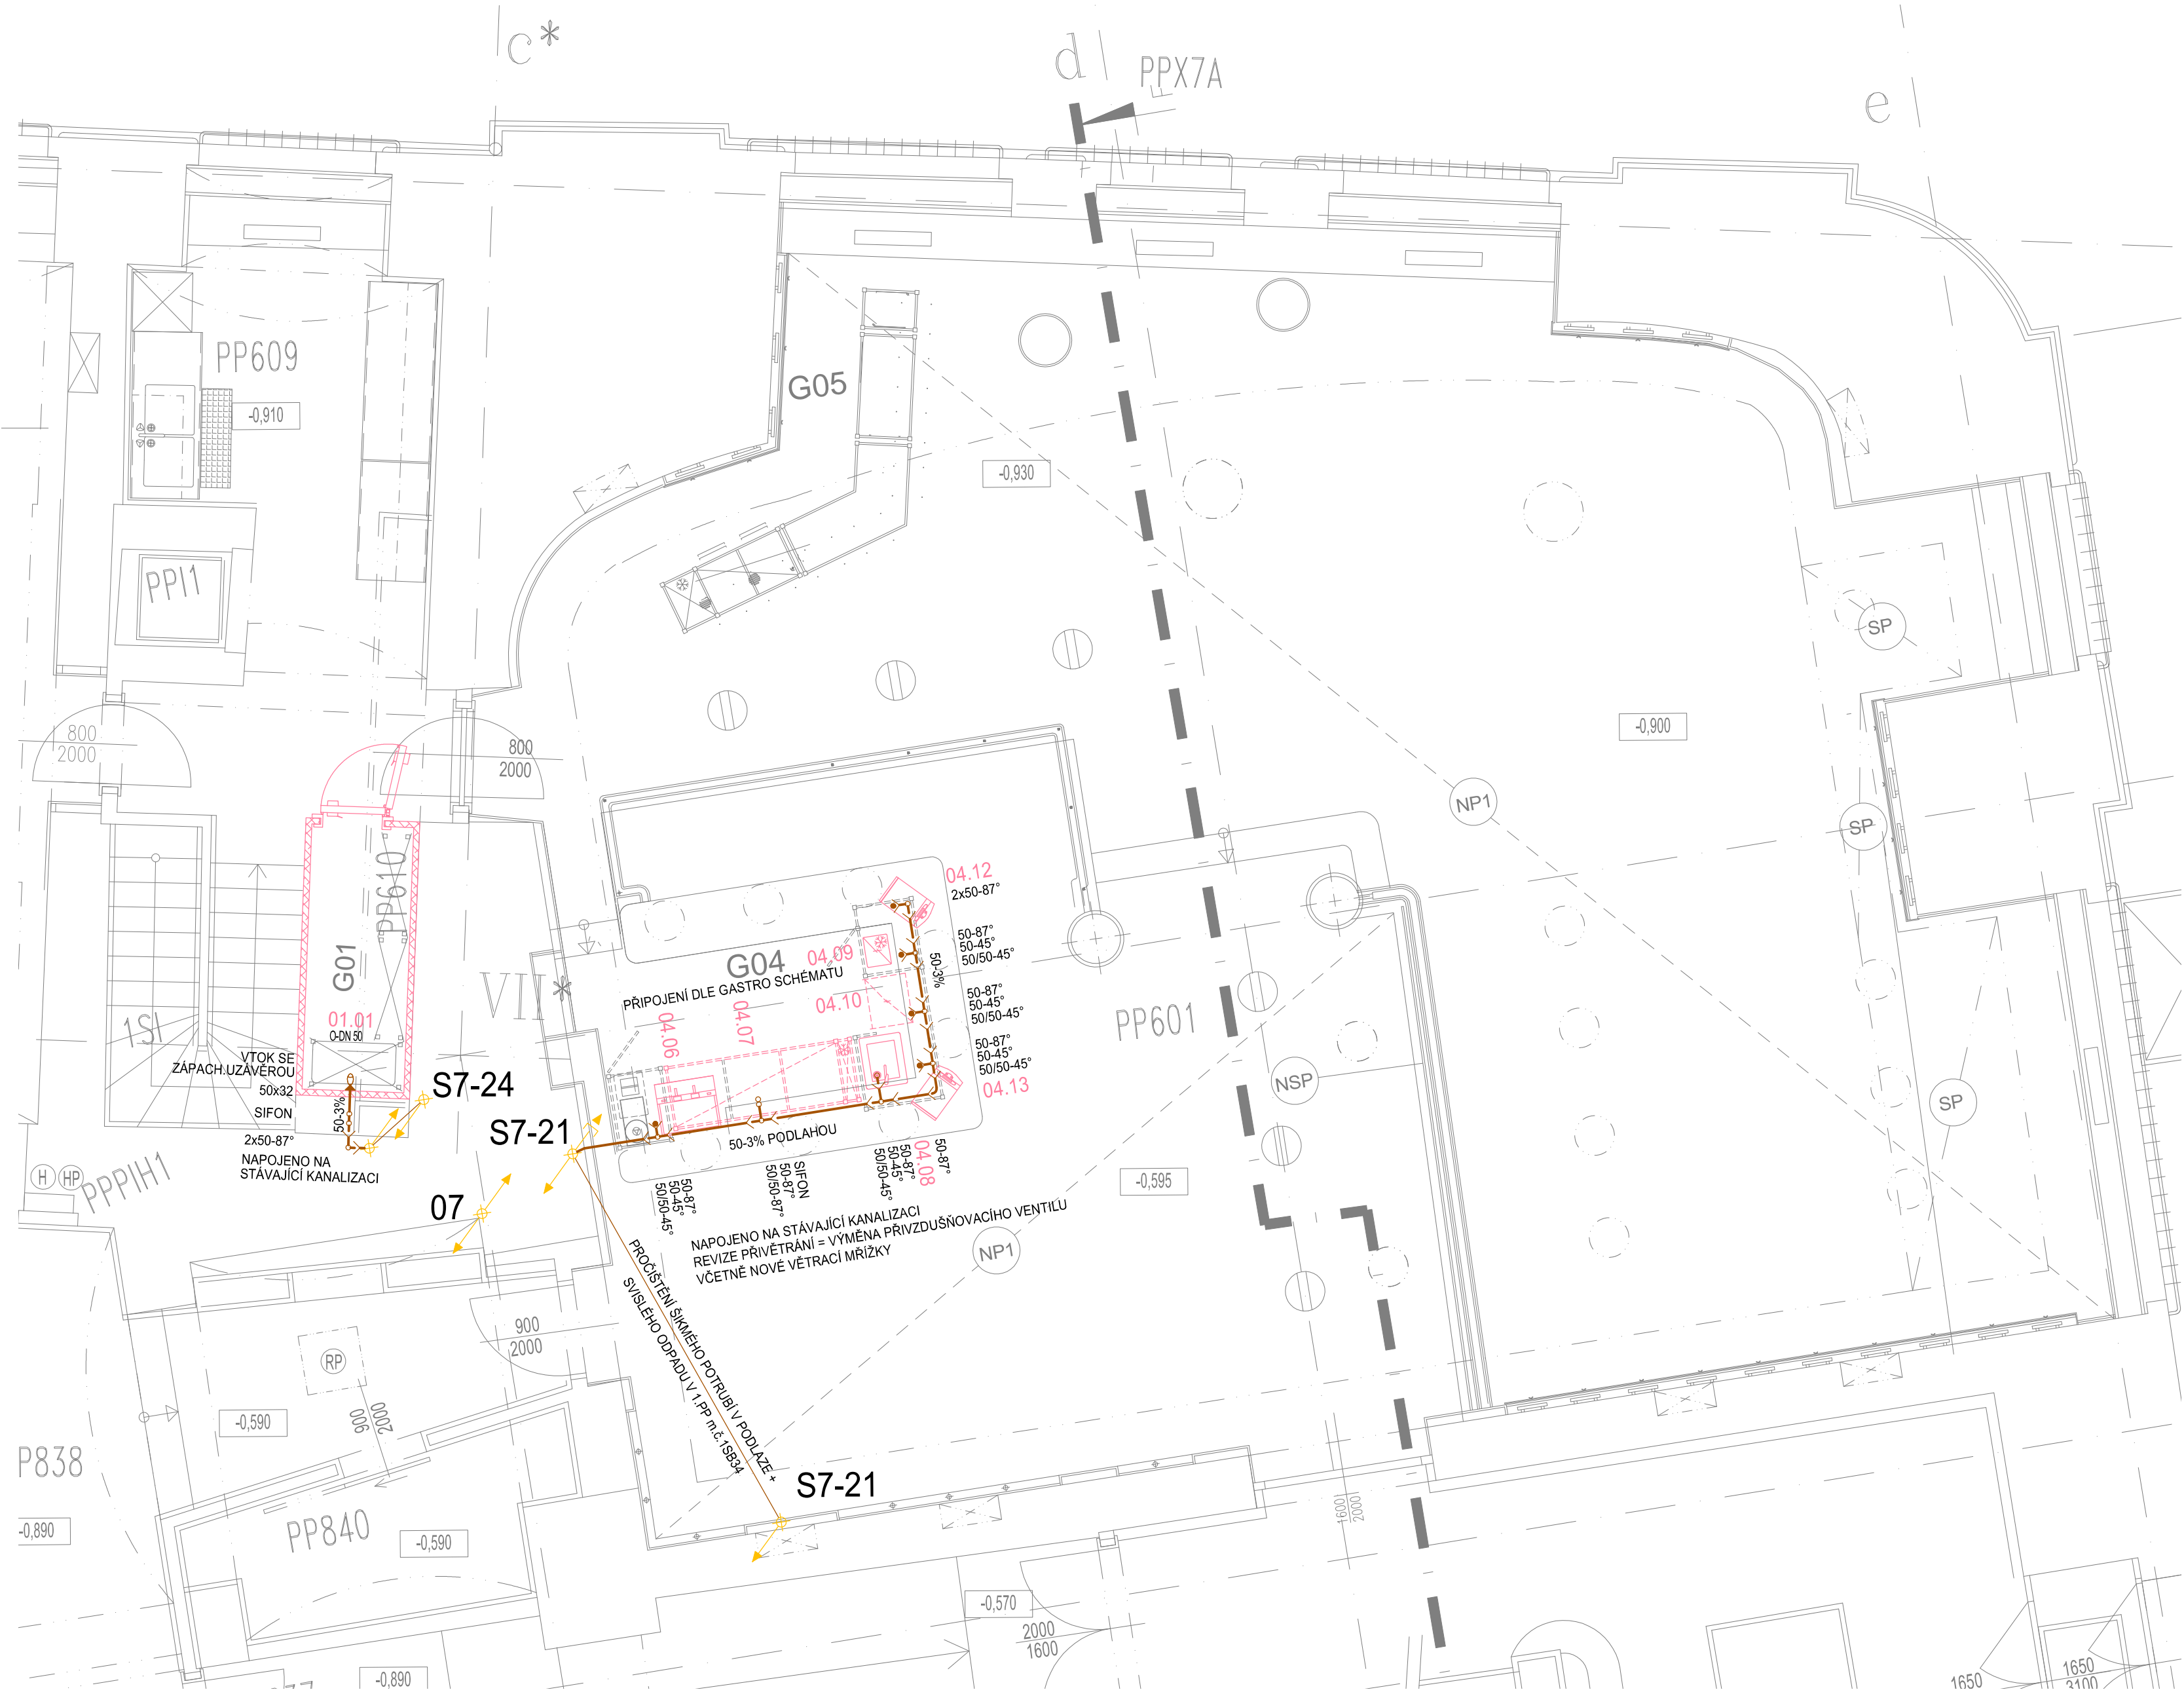 c*
d
PPX7A
F
e
PP609
-0,910
G05
-0,930
PPI1
SP
800
2000
800
2000
-0,900
NP1
SP
PP610
G01
04.12
2x50-87°
50-87°
50-45°
50/50-45°
50-3%
G04
04.09
PŘIPOJENÍ DLE GASTRO SCHÉMATU
VII*
04.10
04.06
04.07
50-87°
50-45°
50/50-45°
50-87°
50-45°
50/50-45°
04.13
PP601
1SI
01.01
O-DN 50
VTOK SE
ZÁPACH.UZÁVĚROU
50x32
SIFON
50-3%
2x50-87°
NAPOJENO NA
STÁVAJÍCÍ KANALIZACI
S7-24
S7-21
NSP
SP
50-3% PODLAHOU
04.08
50-87°
50-87°
50-45°
50/50-45°
SIFON
50-87°
50/50-87°
50-87°
50-45°
50/50-45°
H
HP
PPPIH1
07
-0,595
NAPOJENO NA STÁVAJÍCÍ KANALIZACI
REVIZE PŘIVĚTRÁNÍ = VÝMĚNA PŘIVZDUŠŇOVACÍHO VENTILU
VČETNĚ NOVÉ VĚTRACÍ MŘÍŽKY
NP1
PROČIŠTĚNÍ ŠIKMÉHO POTRUBÍ V PODLAZE +
SVISLÉHO ODPADU V 1.PP m.č.1SB34
900
2000
RP
-0,590
900
2000
P838
-0,890
S7-21
PP840
-0,590
1600
2000
-0,570
2000
1600
-0,890
1650
1650
3100